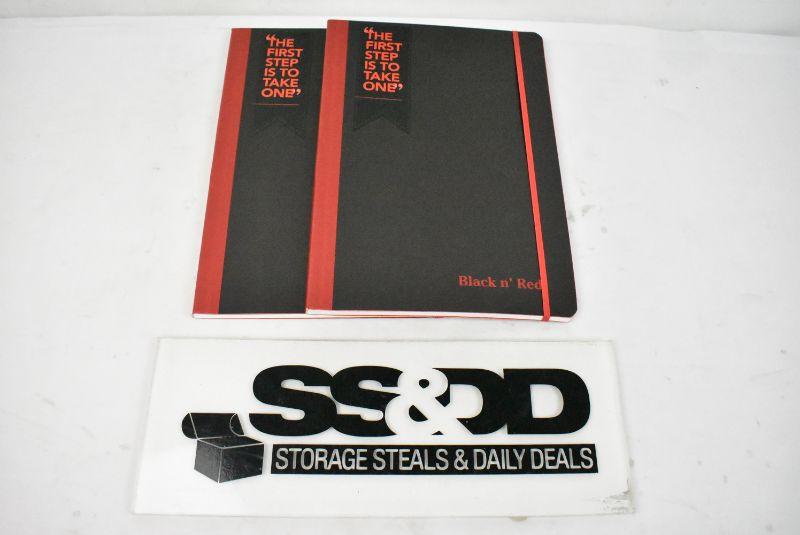 “THE
FIRST
STEP
IS TO
TAKE
ONE”
“THE
FIRST
STEP
IS TO
TAKE
ONE”
Black n' Red
SS&DD
STORAGE STEALS & DAILY DEALS